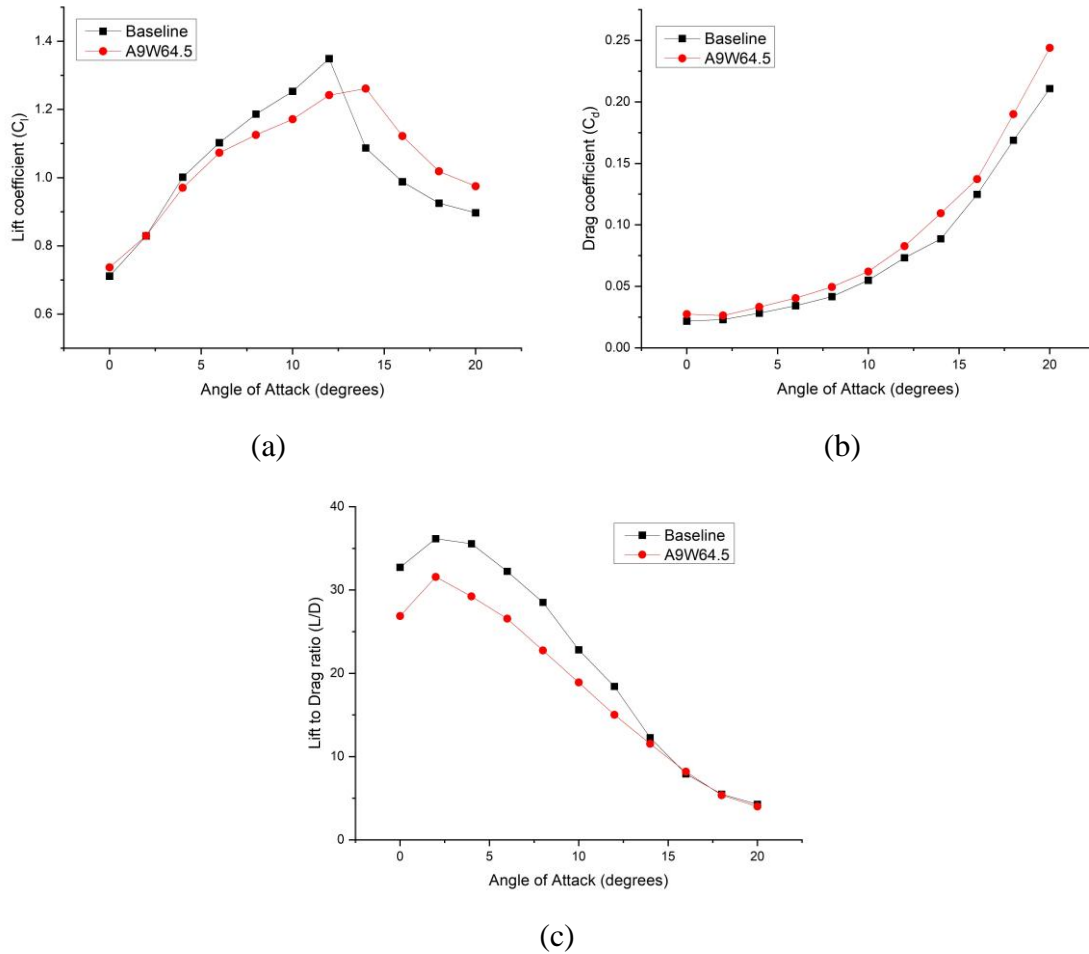 Baseline
A9W64.5
1.4
1.2
1.0
0.8
0.6
Lift coefficient (Cl)
0
5
10
15
20
Angle of Attack (degrees)
(a)
Baseline
A9W64.5
0.25
0.20
0.15
0.10
0.05
0.00
Drag coefficient (Cd)
0
5
10
15
20
Angle of Attack (degrees)
(b)
Baseline
A9W64.5
40
30
20
10
0
Lift to Drag ratio (L/D)
0
5
10
15
20
Angle of Attack (degrees)
(c)